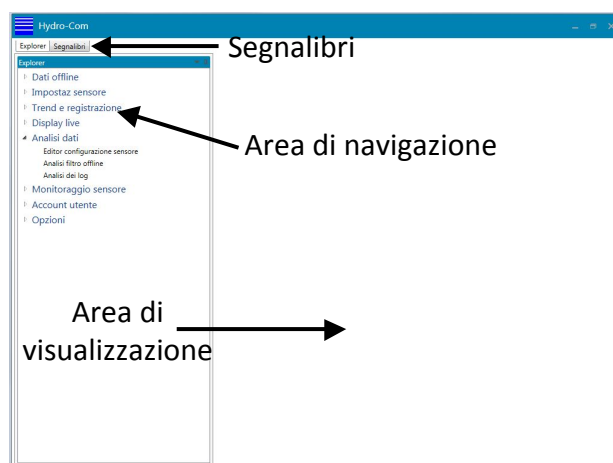 Hydro-Com
Explorer Segnalibri
Segnalibri
Explorer
Dati offline
Impostaz sensore
Trend e registrazione
Display live
Analisi dati
Editor configurazione sensore
Analisi filtro offline
Analisi dei log
Monitoraggio sensore
Account utente
Opzioni
Area di navigazione
Area di
visualizzazione